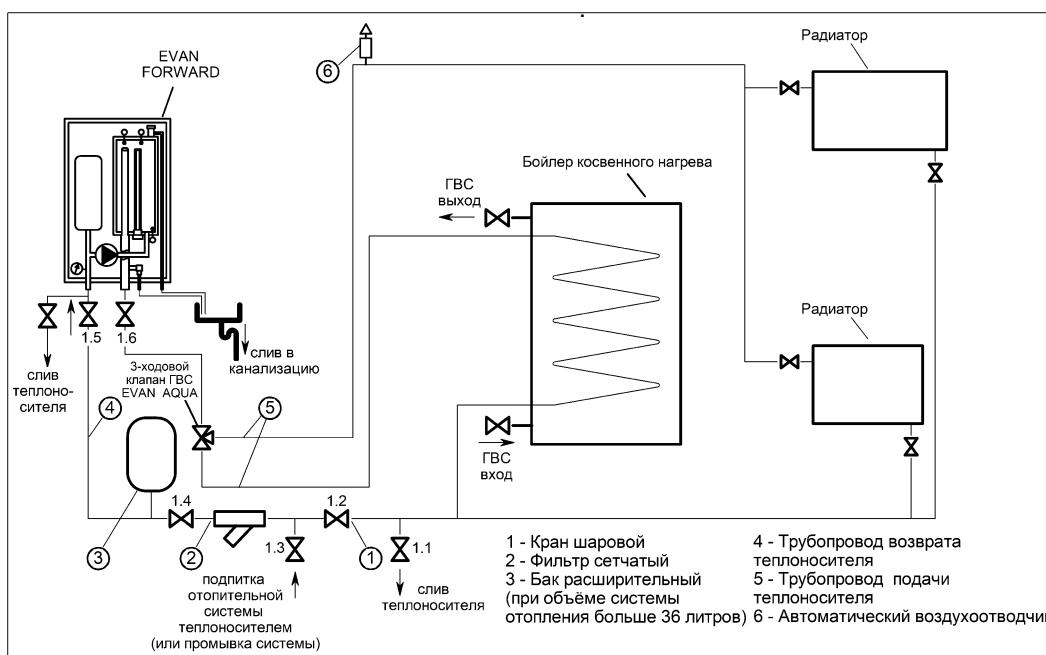 EVAN
FORWARD
6
Радиатор
Бойлер косвенного нагрева
ГВС
выход
1.5
1.6
Радиатор
слив
теплоно-
сителя
3-ходовой
клапан ГВС
EVAN AQUA
слив в
канализацию
4
5
ГВС
вход
1.4
1.2
3
2
1.3
1
1.1
подпитка
отопительной
системы
теплоносителем
(или промывка системы)
слив
теплоносителя
1 - Кран шаровой
2 - Фильтр сетчатый
3 - Бак расширительный
(при объёме системы
отопления больше 36 литров)
4 - Трубопровод возврата
теплоносителя
5 - Трубопровод подачи
теплоносителя
6 - Автоматический воздухоотводчи